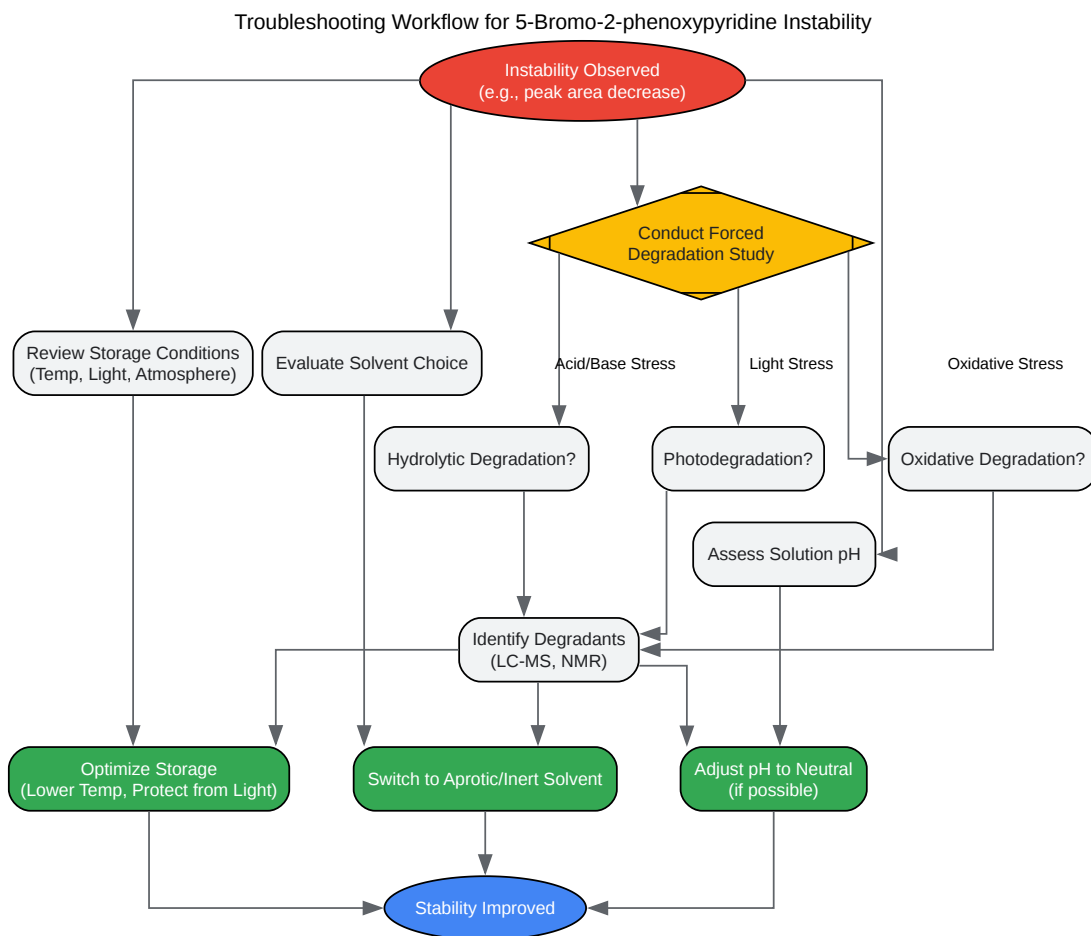 Troubleshooting Workflow for 5-Bromo-2-phenoxypyridine Instability
Instability Observed
(e.g., peak area decrease)
Conduct Forced
Degradation Study
Review Storage Conditions
(Temp, Light, Atmosphere)
Evaluate Solvent Choice
Acid/Base Stress
Light Stress
Oxidative Stress
Hydrolytic Degradation?
Photodegradation?
Oxidative Degradation?
Assess Solution pH
Identify Degradants
(LC-MS, NMR)
Optimize Storage
(Lower Temp, Protect from Light)
Switch to Aprotic/Inert Solvent
Adjust pH to Neutral
(if possible)
Stability Improved